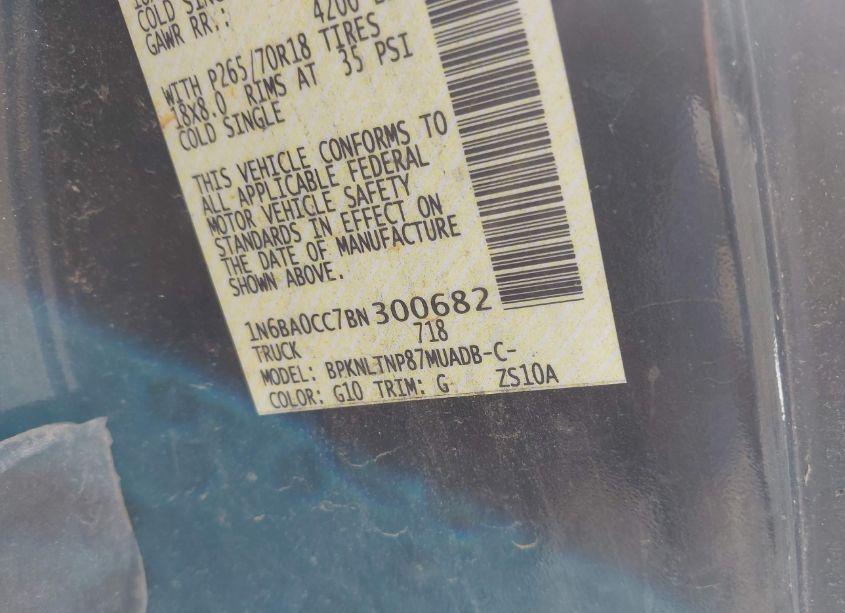 COLD SINGLE
GAWR RR.: 4200
WITH P265/70R18 TIRES
18X8.0 RIMS AT 35 PSI
COLD SINGLE
THIS VEHICLE CONFORMS TO
ALL APPLICABLE FEDERAL
MOTOR VEHICLE SAFETY
STANDARDS IN EFFECT ON
THE DATE OF MANUFACTURE
SHOWN ABOVE.
1N6BA0CC7BN300682
TRUCK 718
MODEL: BPKNLTNP87MUADB-C-
COLOR: G10 TRIM: G ZS10A